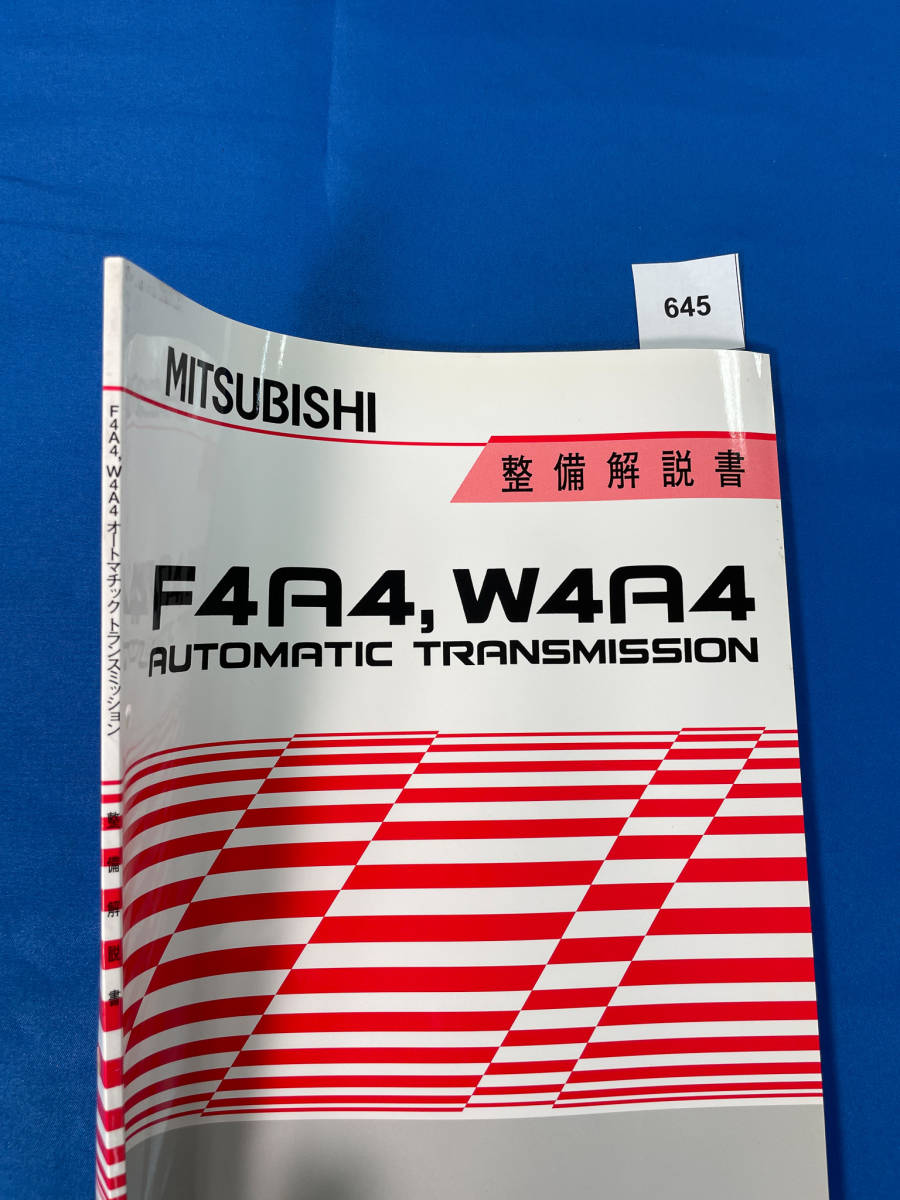 645
MITSUBISHI
整備解説書
F4A4, W4A4
AUTOMATIC TRANSMISSION
F4A4, W4A4 オートマチック トランスミッション
整備解説書